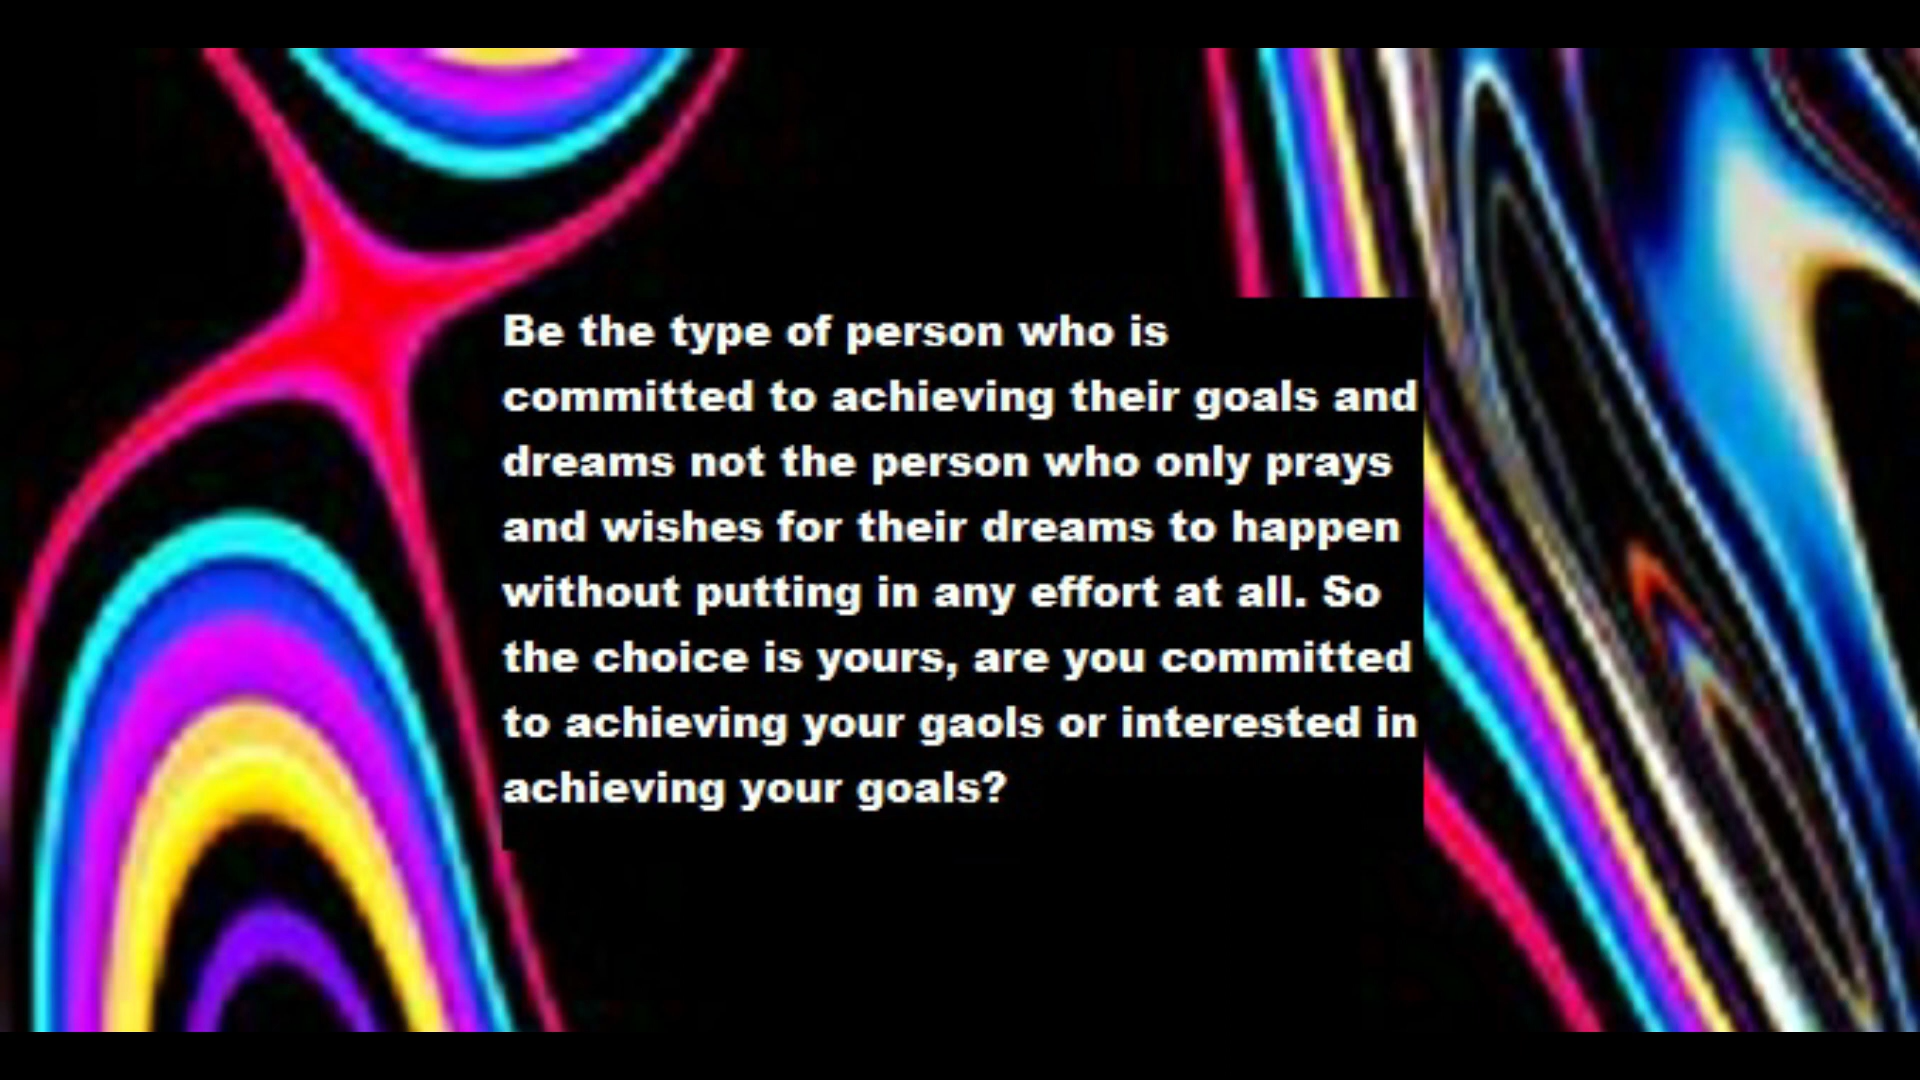 Be the type of person who is
committed to achieving their goals and
dreams not the person who only prays
and wishes for their dreams to happen
without putting in any effort at all. So
the choice is yours, are you committed
to achieving your gaols or interested in
achieving your goals?